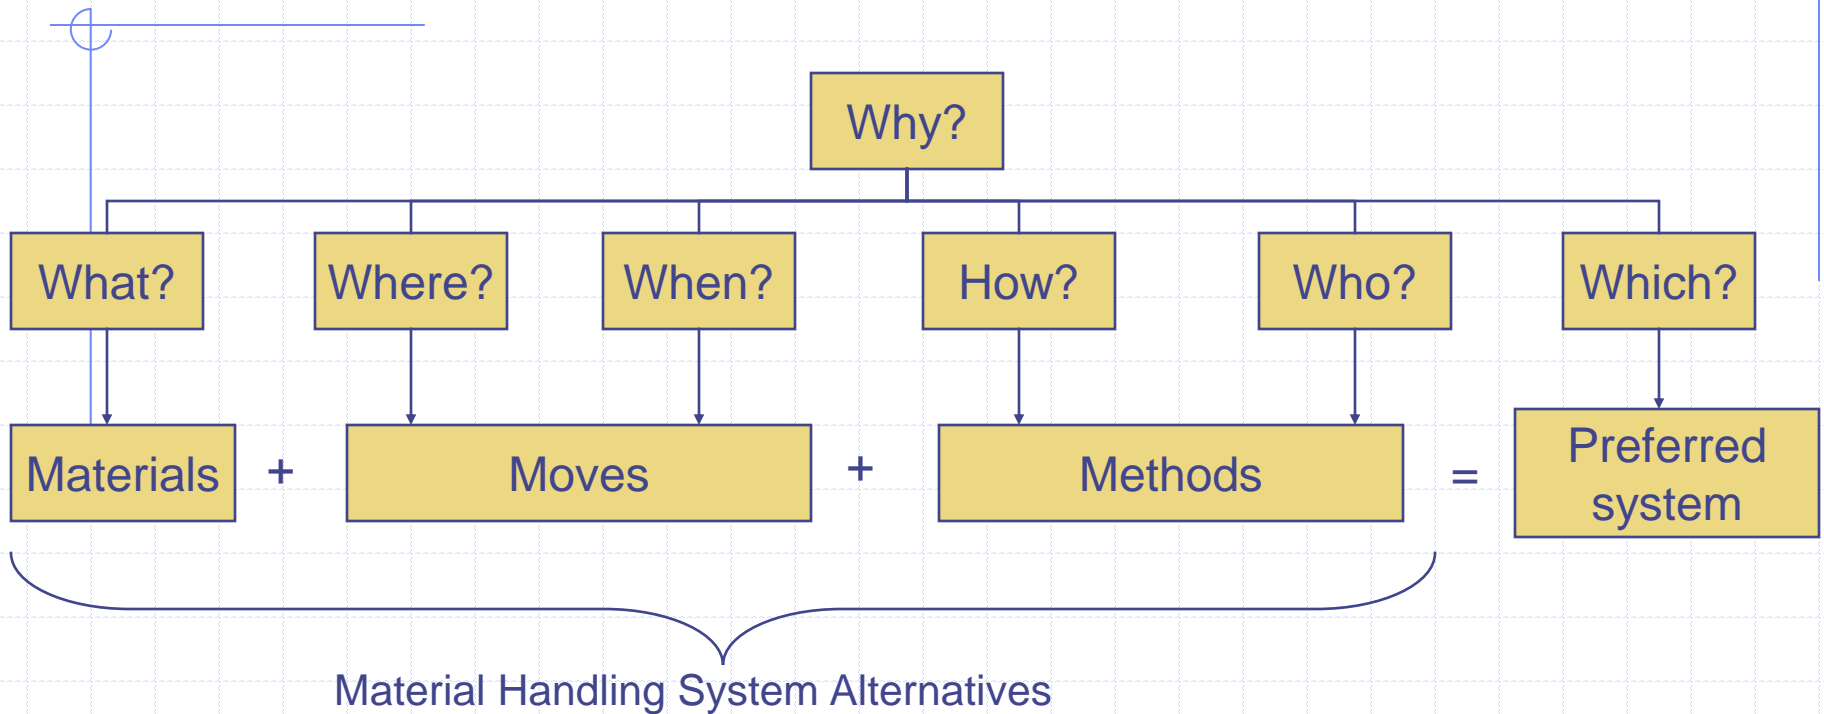 Why?
What?
Where?
When?
How?
Who?
Which?
Materials
+
Moves
+
Methods
=
Preferred
system
Material Handling System Alternatives